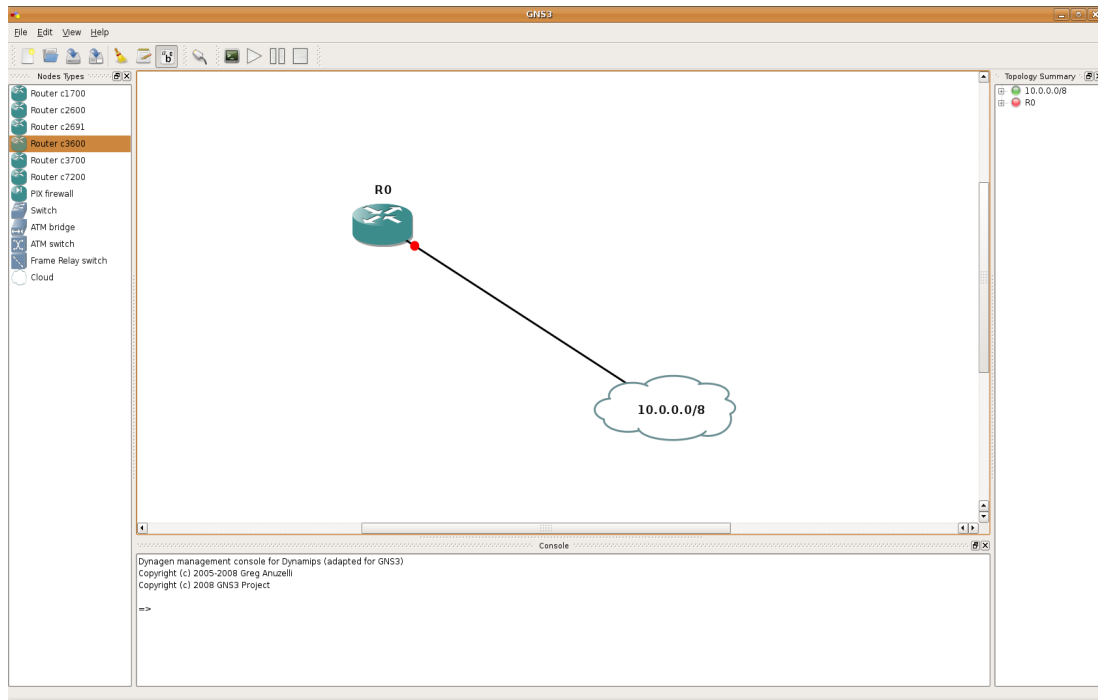 GNS3
File Edit View Help
Nodes Types
Router c1700
Router c2600
Router c2691
Router c3600
Router c3700
Router c7200
PIX firewall
Switch
ATM bridge
ATM switch
Frame Relay switch
Cloud
R0
10.0.0.0/8
Topology Summary
10.0.0.0/8
R0
Console
Dynagen management console for Dynamips (adapted for GNS3)
Copyright (c) 2005-2008 Greg Anuzelli
Copyright (c) 2008 GNS3 Project
=>